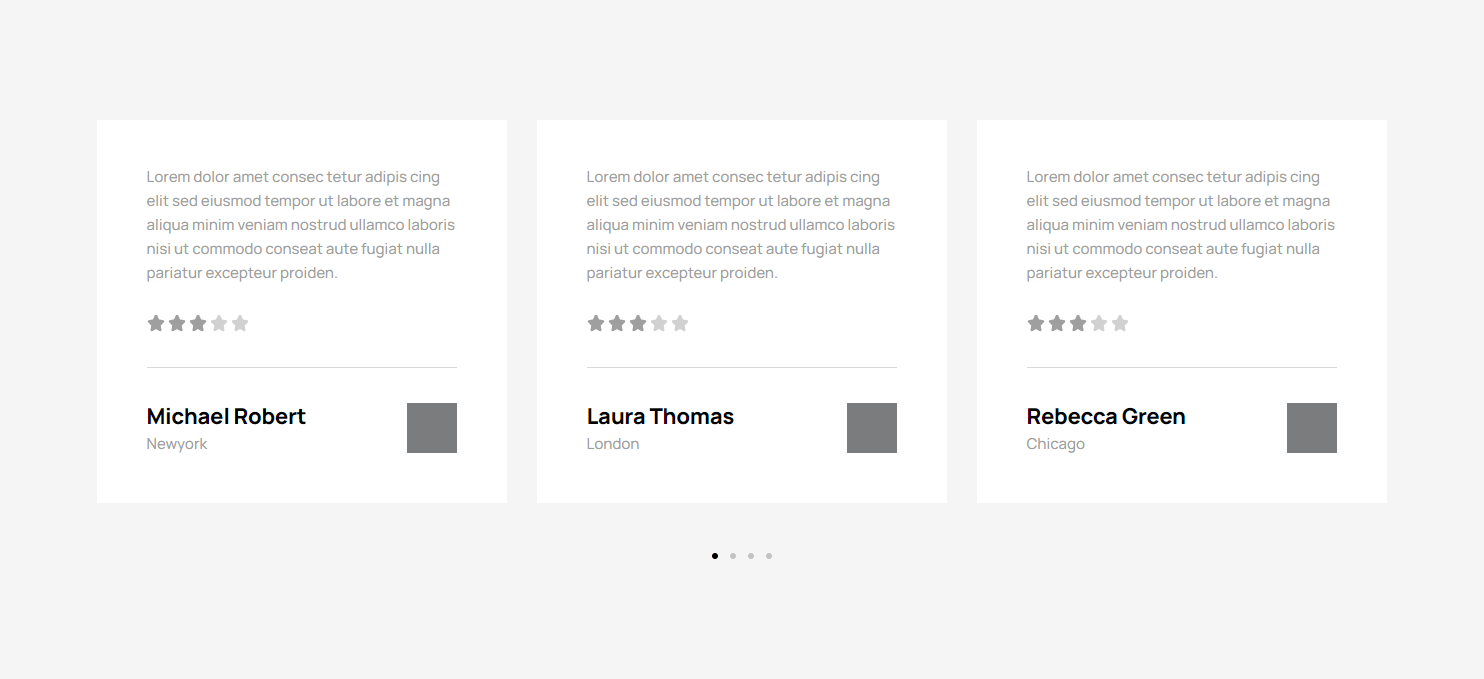 Lorem dolor amet consec tetur adipis cing
elit sed eiusmod tempor ut labore et magna
aliqua minim veniam nostrud ullamco laboris
nisi ut commodo conseat aute fugiat nulla
pariatur excepteur proiden.
Michael Robert
Newyork
Lorem dolor amet consec tetur adipis cing
elit sed eiusmod tempor ut labore et magna
aliqua minim veniam nostrud ullamco laboris
nisi ut commodo conseat aute fugiat nulla
pariatur excepteur proiden.
Laura Thomas
London
Lorem dolor amet consec tetur adipis cing
elit sed eiusmod tempor ut labore et magna
aliqua minim veniam nostrud ullamco laboris
nisi ut commodo conseat aute fugiat nulla
pariatur excepteur proiden.
Rebecca Green
Chicago